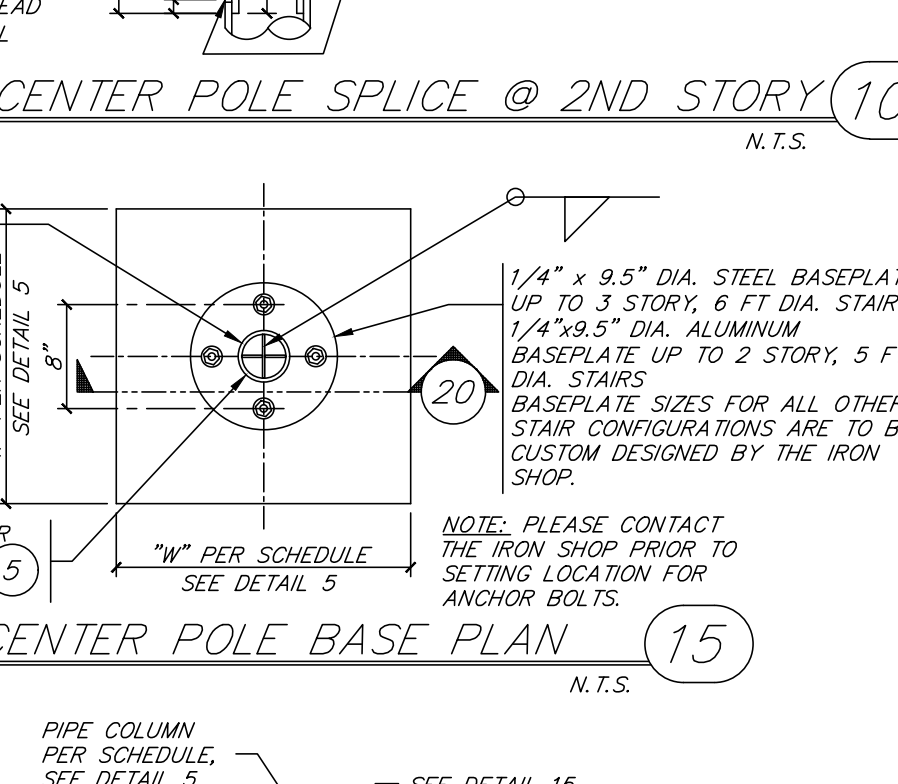 EAD
CENTER POLE SPLICE @ 2ND STORY
10
N.T.S.
SEE DETAIL 5
8"
1/4" x 9.5" DIA. STEEL BASEPLAT
UP TO 3 STORY, 6 FT DIA. STAIR
1/4"x9.5" DIA. ALUMINUM
BASEPLATE UP TO 2 STORY, 5 F
DIA. STAIRS
BASEPLATE SIZES FOR ALL OTHER
STAIR CONFIGURATIONS ARE TO B
CUSTOM DESIGNED BY THE IRON
SHOP.
20
R
5
"W" PER SCHEDULE
SEE DETAIL 5
NOTE: PLEASE CONTACT
THE IRON SHOP PRIOR TO
SETTING LOCATION FOR
ANCHOR BOLTS.
CENTER POLE BASE PLAN
15
N.T.S.
PIPE COLUMN
PER SCHEDULE,
SEE DETAIL 5
SEE DETAIL 15